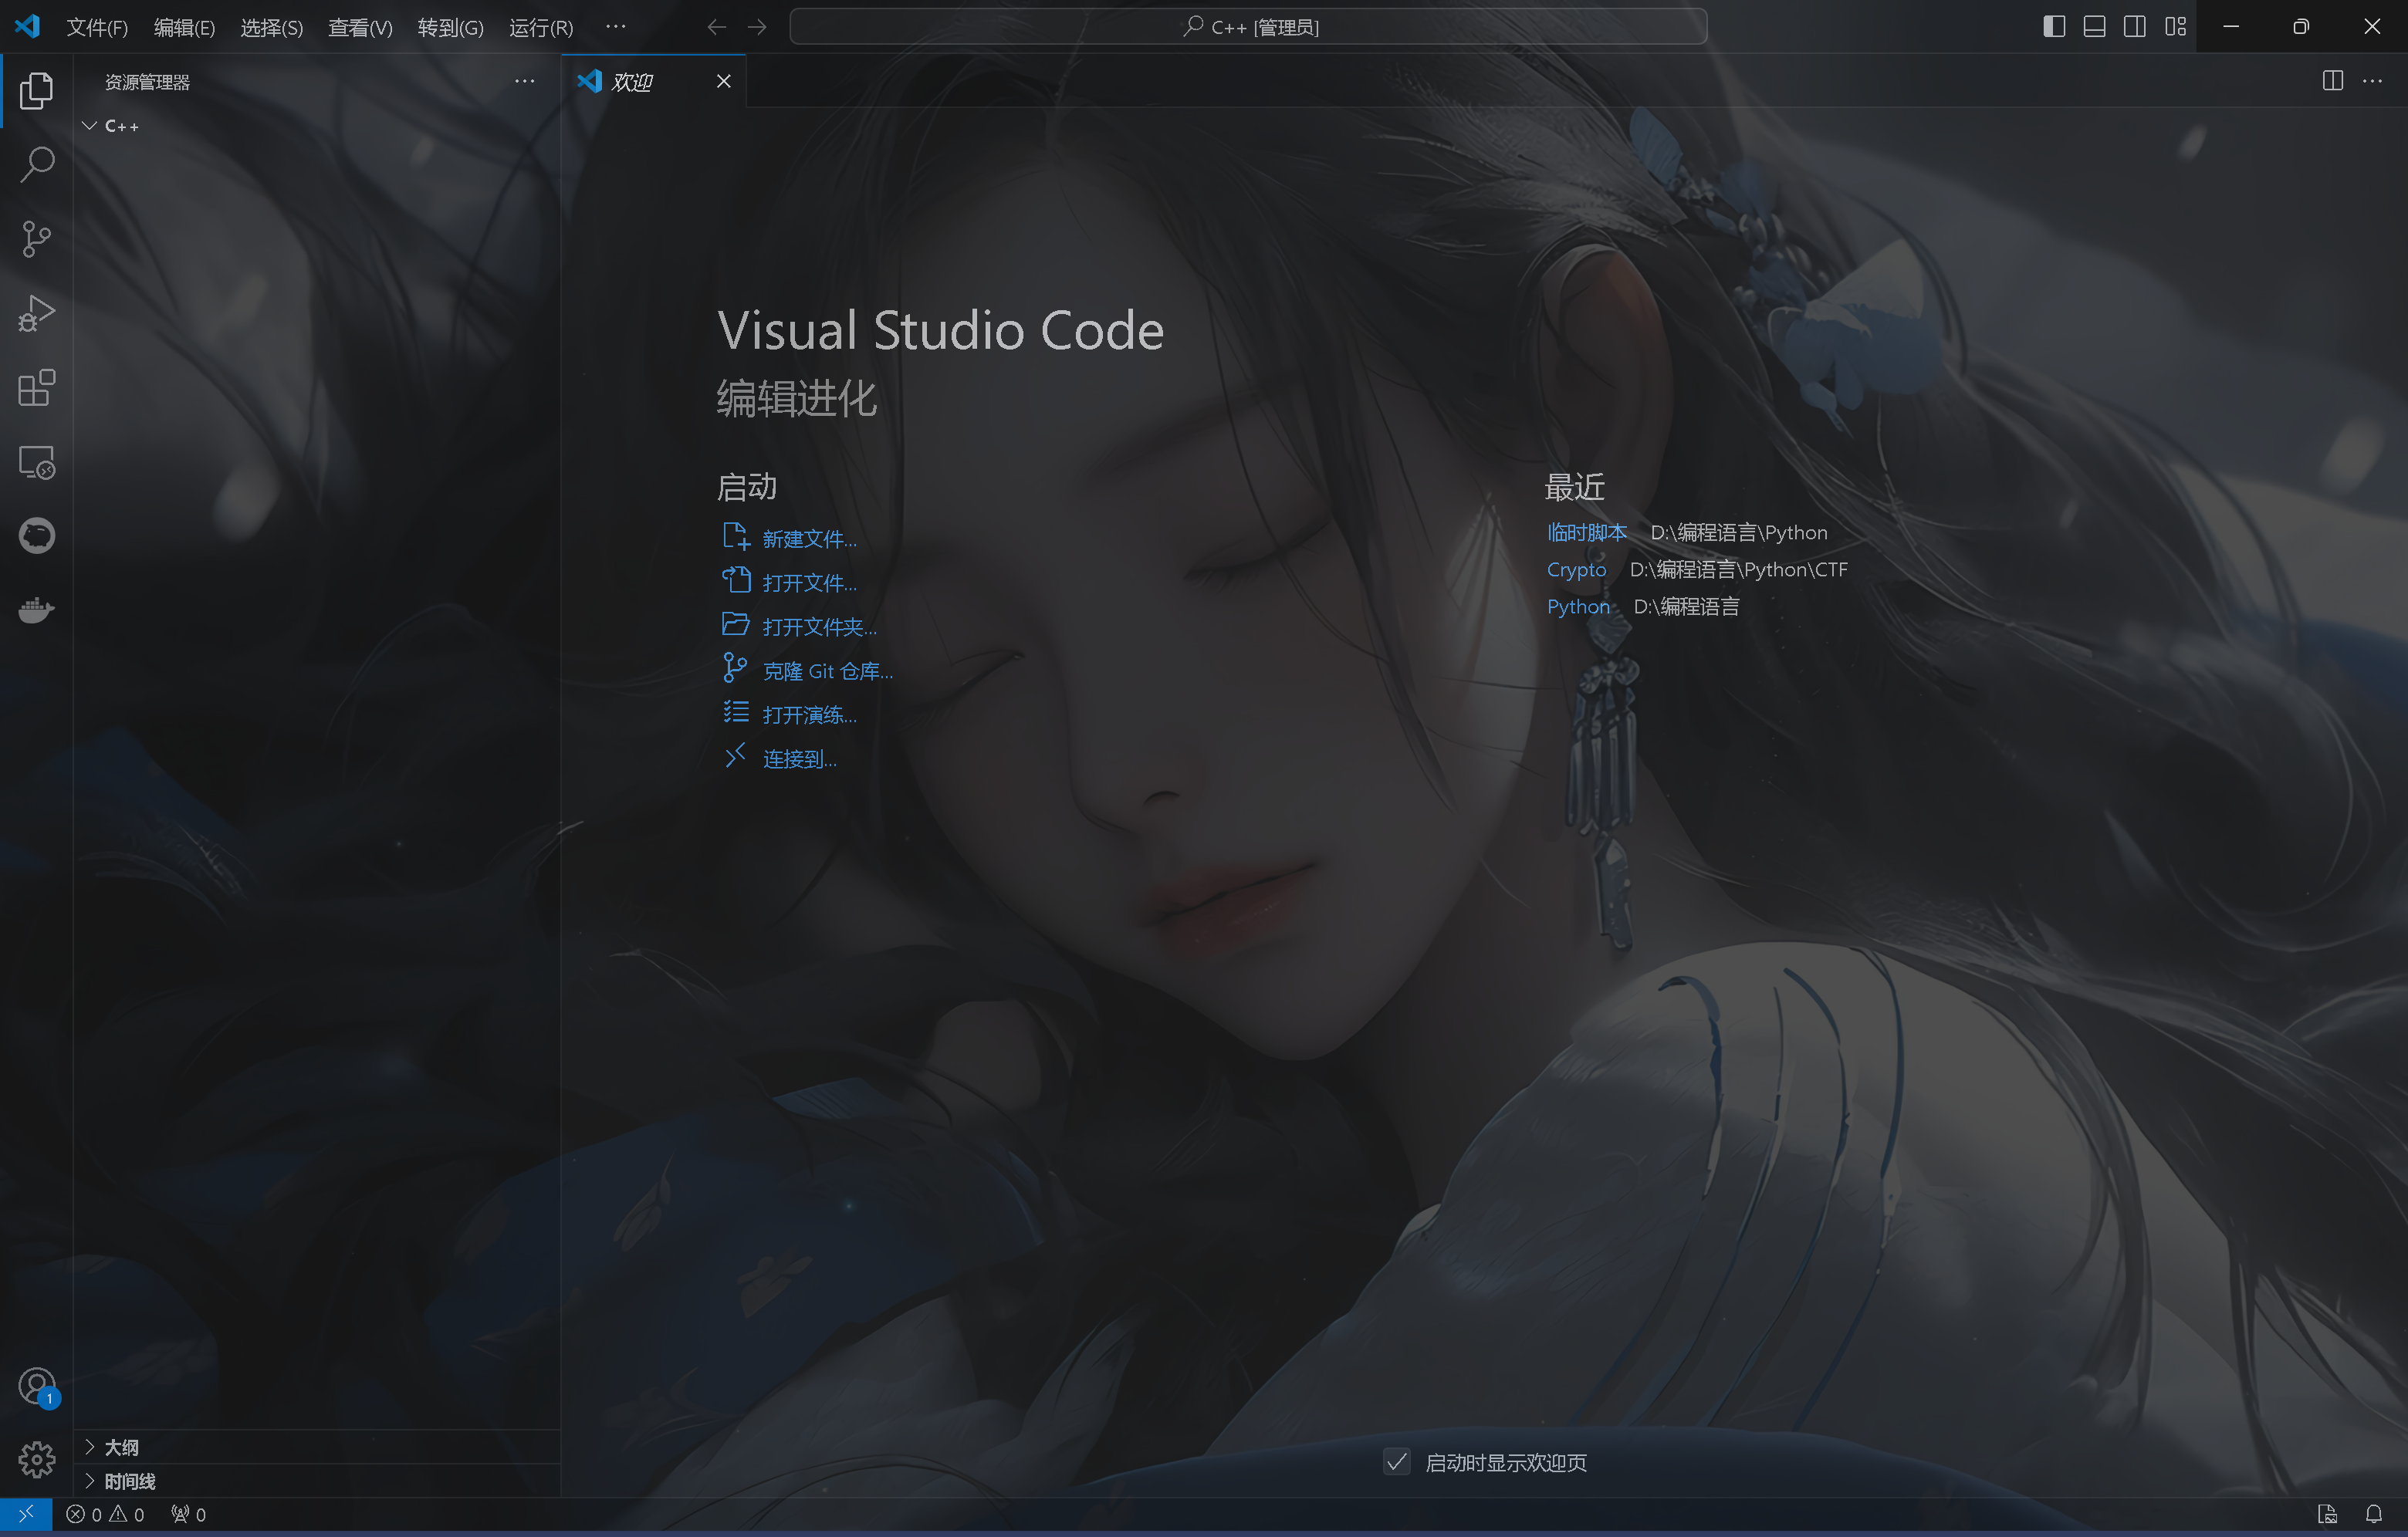 文件(F) 编辑(E) 选择(S) 查看(V) 转到(G) 运行(R) ··· C++ [管理员]
资源管理器 ···
欢迎
C++
Visual Studio Code
编辑进化
启动
新建文件...
打开文件...
打开文件夹...
克隆 Git 仓库...
打开演练...
连接到...
最近
临时脚本 D:\编程语言\Python
Crypto D:\编程语言\Python\CTF
Python D:\编程语言
启动时显示欢迎页
1
大纲
时间线
0 0 0